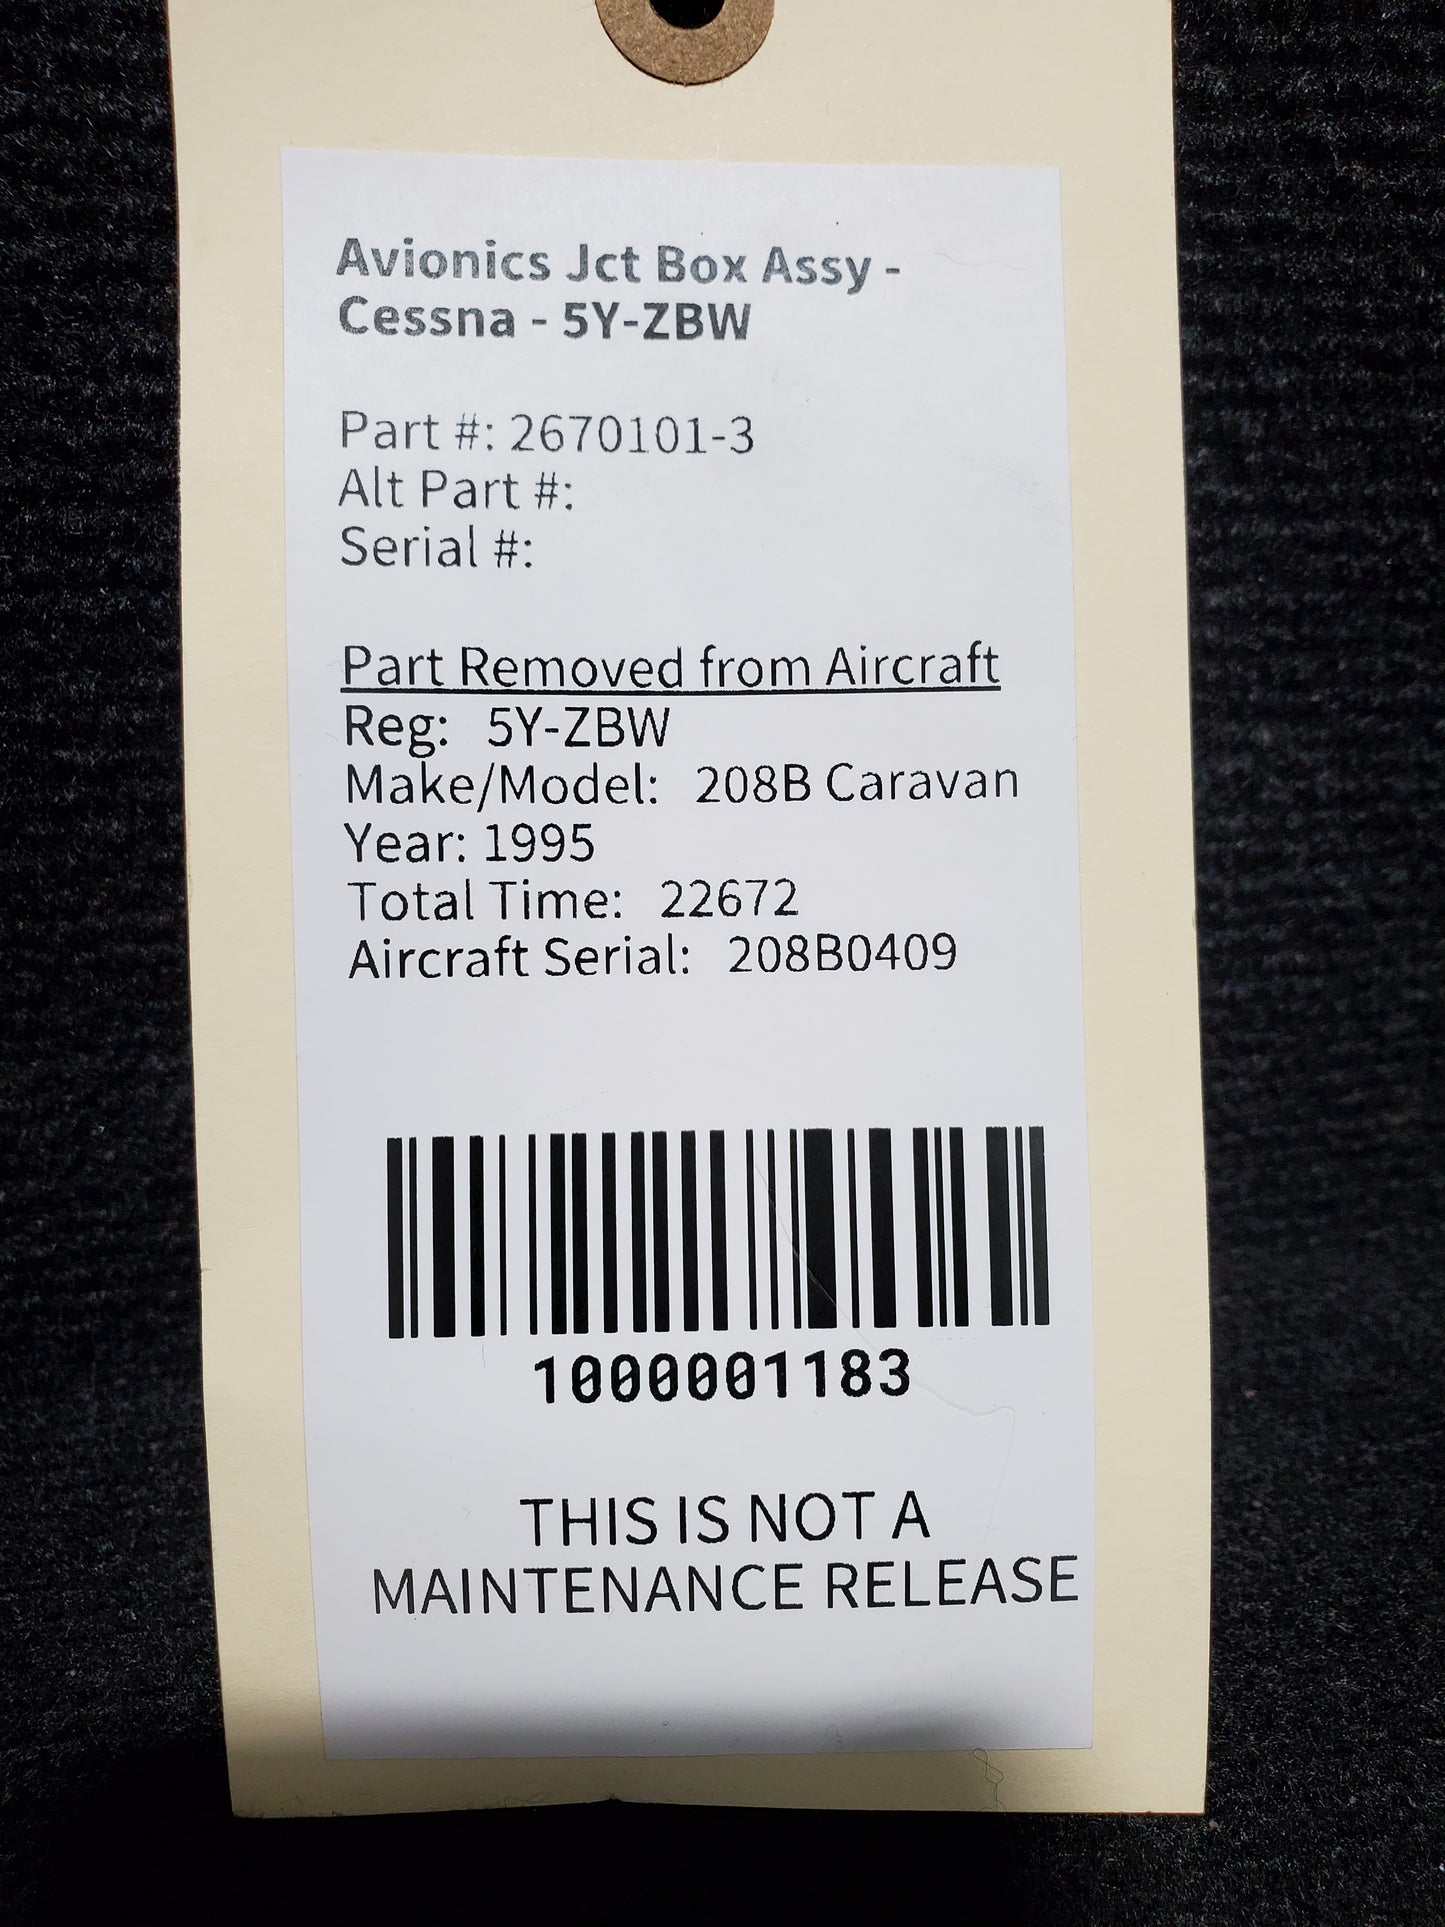 Avionics Jct Box Assy -
Cessna - 5Y-ZBW
Part #: 2670101-3
Alt Part #:
Serial #:
Part Removed from Aircraft
Reg: 5Y-ZBW
Make/Model: 208B Caravan
Year: 1995
Total Time: 22672
Aircraft Serial: 208B0409
1000001183
THIS IS NOT A
MAINTENANCE RELEASE